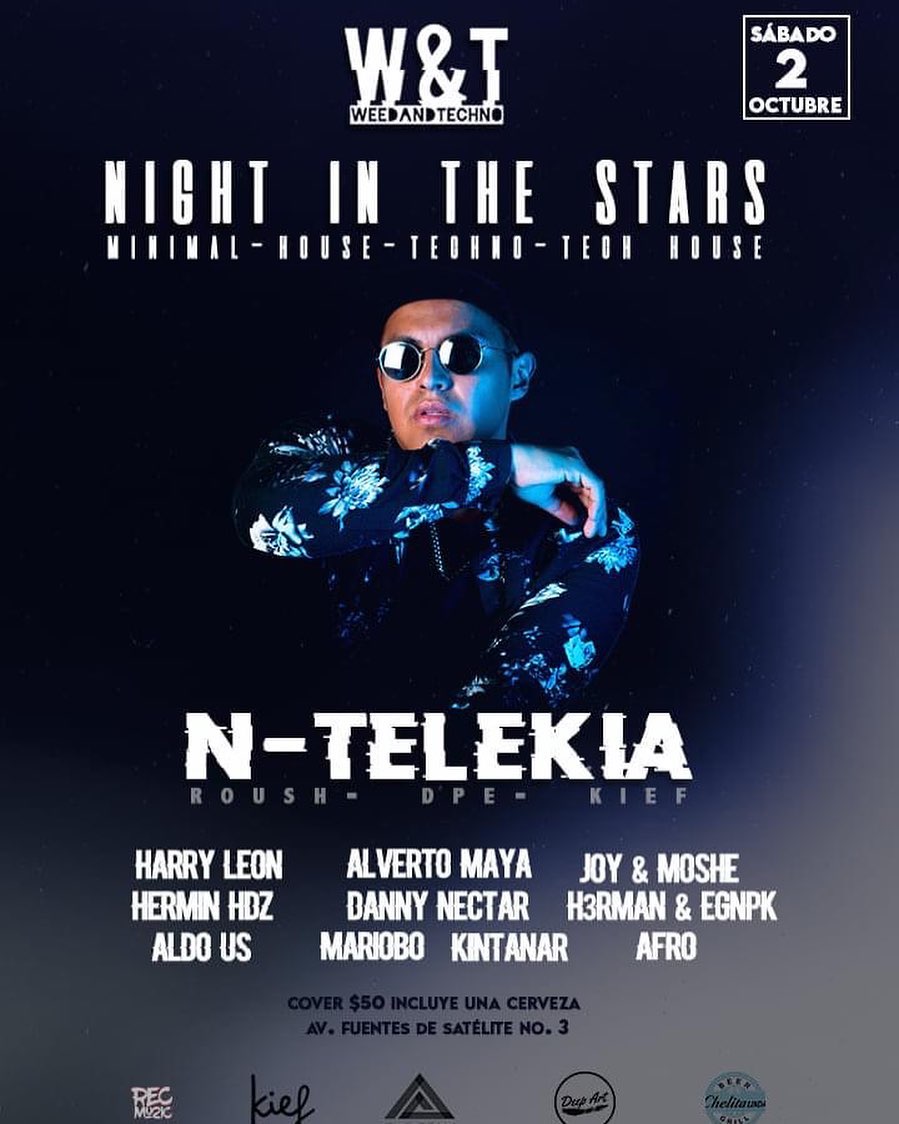 W&T
WEEDANDTECHNO
SÁBADO
2
OCTUBRE
NIGHT IN THE STARS
MINIMAL-HOUSE-TECHNO-TECH HOUSE
N-TELEKIA
ROUSH- DPE- KIEF
HARRY LEON ALVERTO MAYA JOY & MOSHE
HERMIN HDZ DANNY NECTAR H3RMAN & EGNPK
ALDO US MARIOBO KINTANAR AFRO
COVER $50 INCLUYE UNA CERVEZA
AV. FUENTES DE SATÉLITE NO. 3
REC MUZIC kief Deep Art BEER GRILL